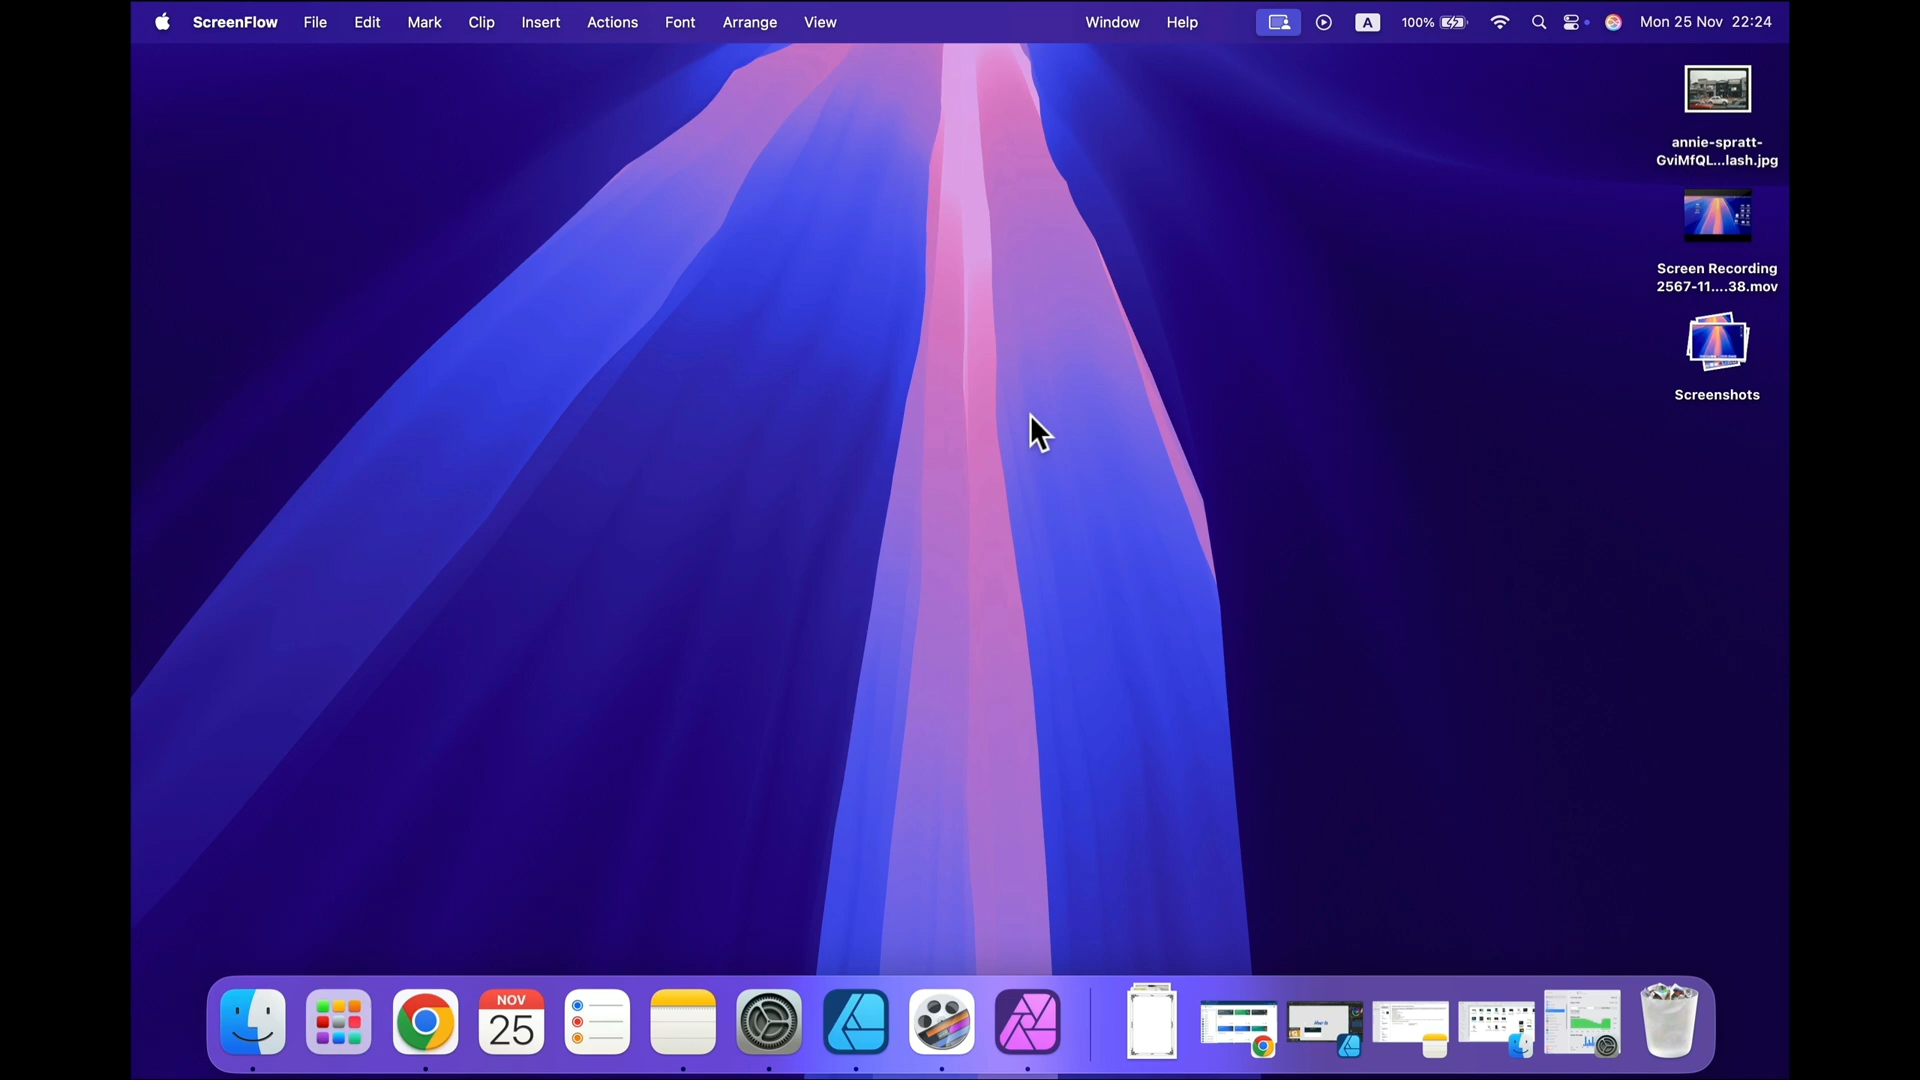 ScreenFlow File Edit Mark Clip Insert Actions Font Arrange View Window Help A 100% Mon 25 Nov 22:24
annie-spratt-
GviMfQL...lash.jpg
Screen Recording
2567-11....38.mov
Screenshots
NOV
25